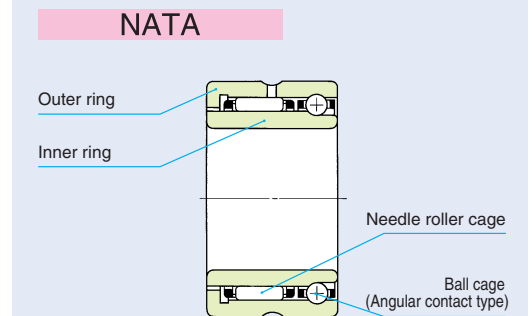 NATA
Outer ring
Inner ring
Needle roller cage
Ball cage
(Angular contact type)